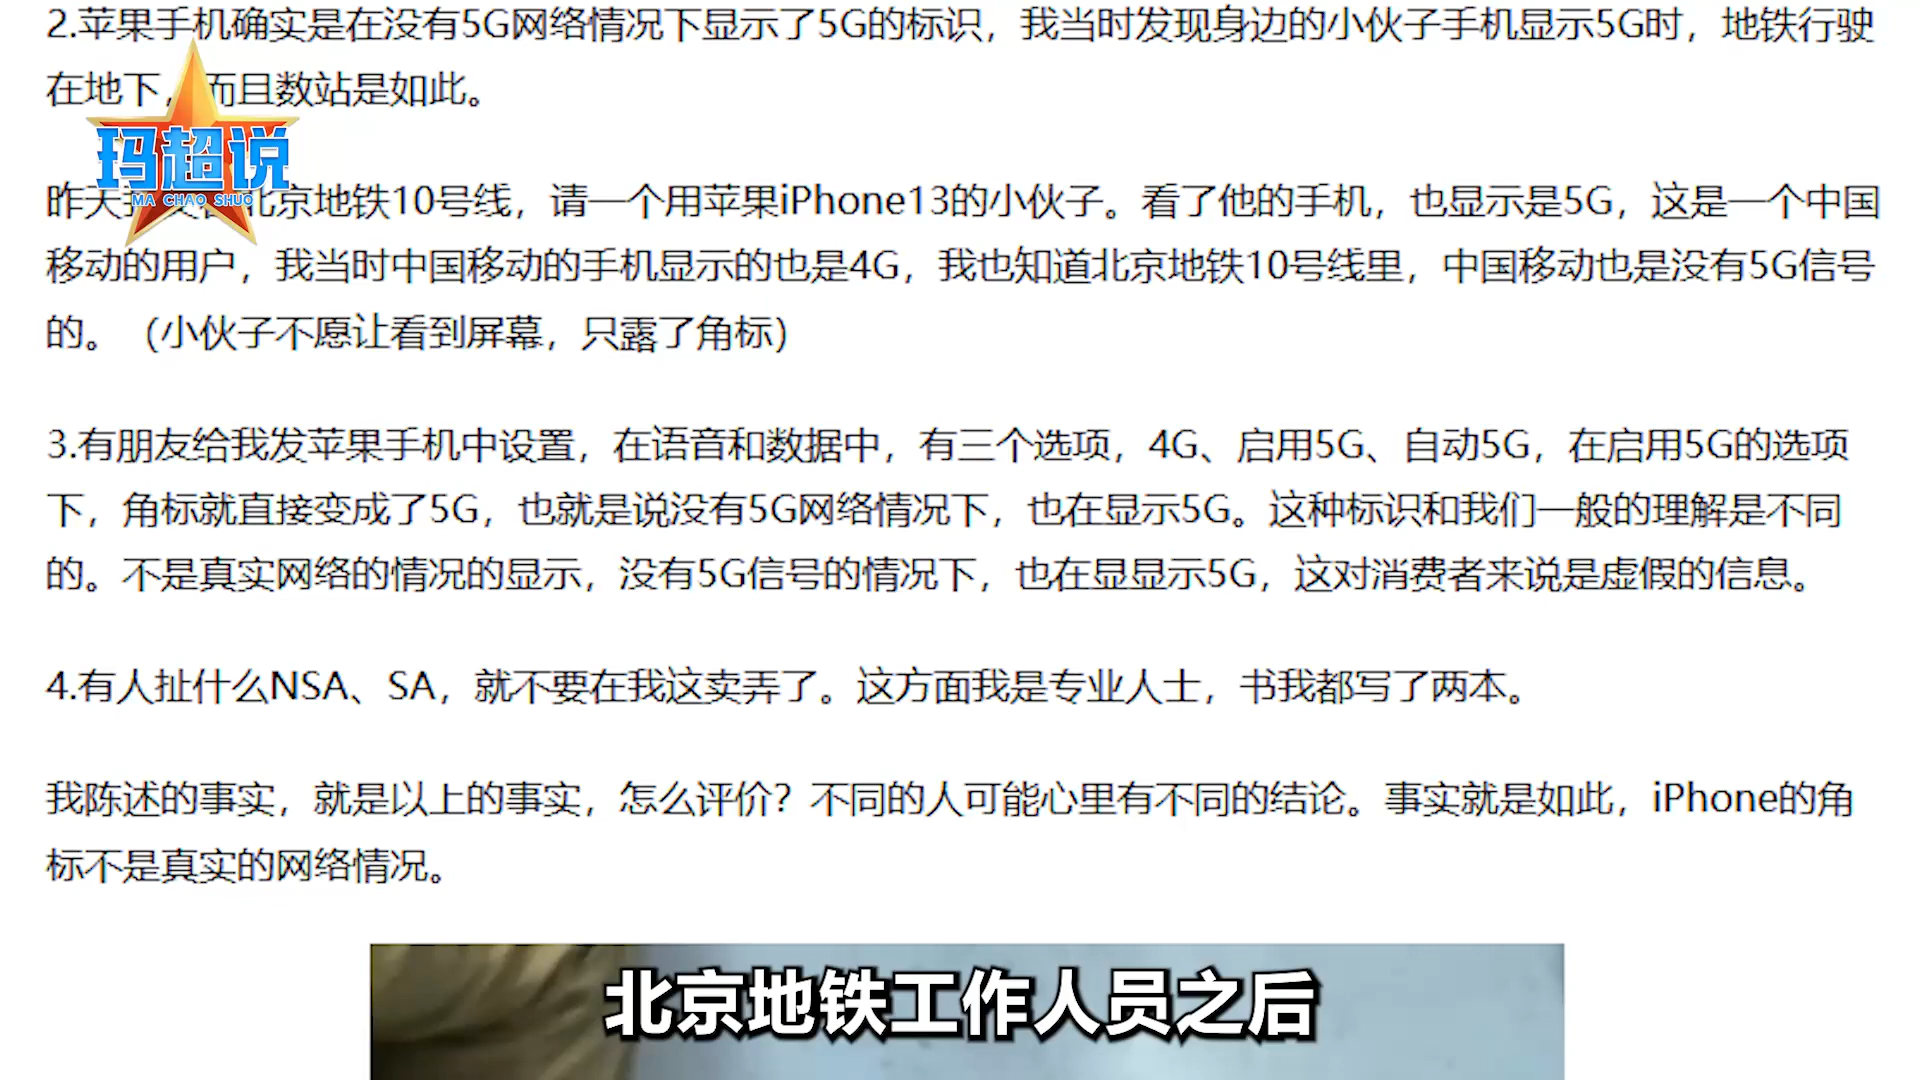 2.苹果手机确实是在没有5G网络情况下显示了5G的标识，我当时发现身边的小伙子手机显示5G时，地铁行驶
在地下，而且数站是如此。
玛超说
MA CHAO SHUO
昨天 北京地铁10号线，请一个用苹果iPhone13的小伙子。看了他的手机，也显示是5G，这是一个中国
移动的用户，我当时中国移动的手机显示的也是4G，我也知道北京地铁10号线里，中国移动也是没有5G信号
的。（小伙子不愿让看到屏幕，只露了角标）
3.有朋友给我发苹果手机中设置，在语音和数据中，有三个选项，4G、启用5G、自动5G，在启用5G的选项
下，角标就直接变成了5G，也就是说没有5G网络情况下，也在显示5G。这种标识和我们一般的理解是不同
的。不是真实网络的情况的显示，没有5G信号的情况下，也在显显示5G，这对消费者来说是虚假的信息。
4.有人扯什么NSA、SA，就不要在我这卖弄了。这方面我是专业人士，书我都写了两本。
我陈述的事实，就是以上的事实，怎么评价？不同的人可能心里有不同的结论。事实就是如此，iPhone的角
标不是真实的网络情况。
北京地铁工作人员之后